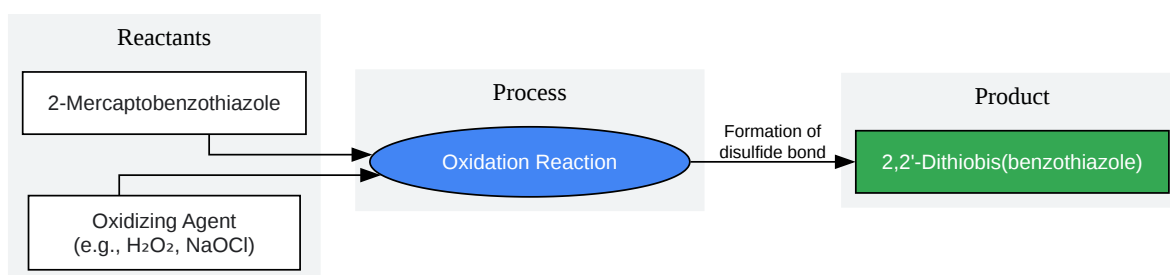 Reactants
2-Mercaptobenzothiazole
Oxidizing Agent
(e.g., H₂O₂, NaOCl)
Process
Oxidation Reaction
Formation of
disulfide bond
Product
2,2'-Dithiobis(benzothiazole)